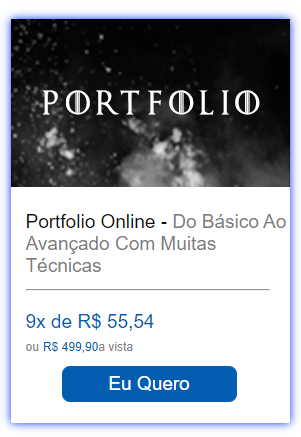 PORTFOLIO
Portfolio Online - Do Básico Ao
Avançado Com Muitas
Técnicas
9x de R$ 55,54
ou R$ 499,90a vista
Eu Quero